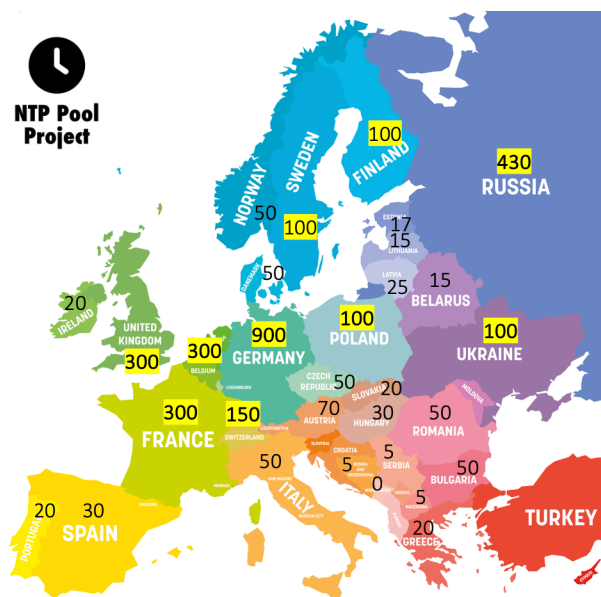 NTP Pool
Project
100
FINLAND
430
RUSSIA
NORWAY
SWEDEN
50
100
ESTONIA
17
15
LITHUANIA
DENMARK
50
LATVIA
25
15
BELARUS
20
IRELAND
UNITED
KINGDOM
300
300
BELGIUM
900
GERMANY
100
POLAND
100
UKRAINE
LUXEMBOURG
CZECH
REPUBLIC
50
SLOVAKIA
20
MOLDOVA
300
FRANCE
150
SWITZERLAND
LIECHTENSTEIN
70
AUSTRIA
30
HUNGARY
50
ROMANIA
SLOVENIA
CROATIA
5
BOSNIA
AND
HERZEGOVINA
5
SERBIA
0
50
BULGARIA
50
SAN MARINO
ITALY
VATICAN CITY
MONACO
ANDORRA
20
PORTUGAL
30
SPAIN
5
MACEDONIA
20
GREECE
TURKEY
CYPRUS